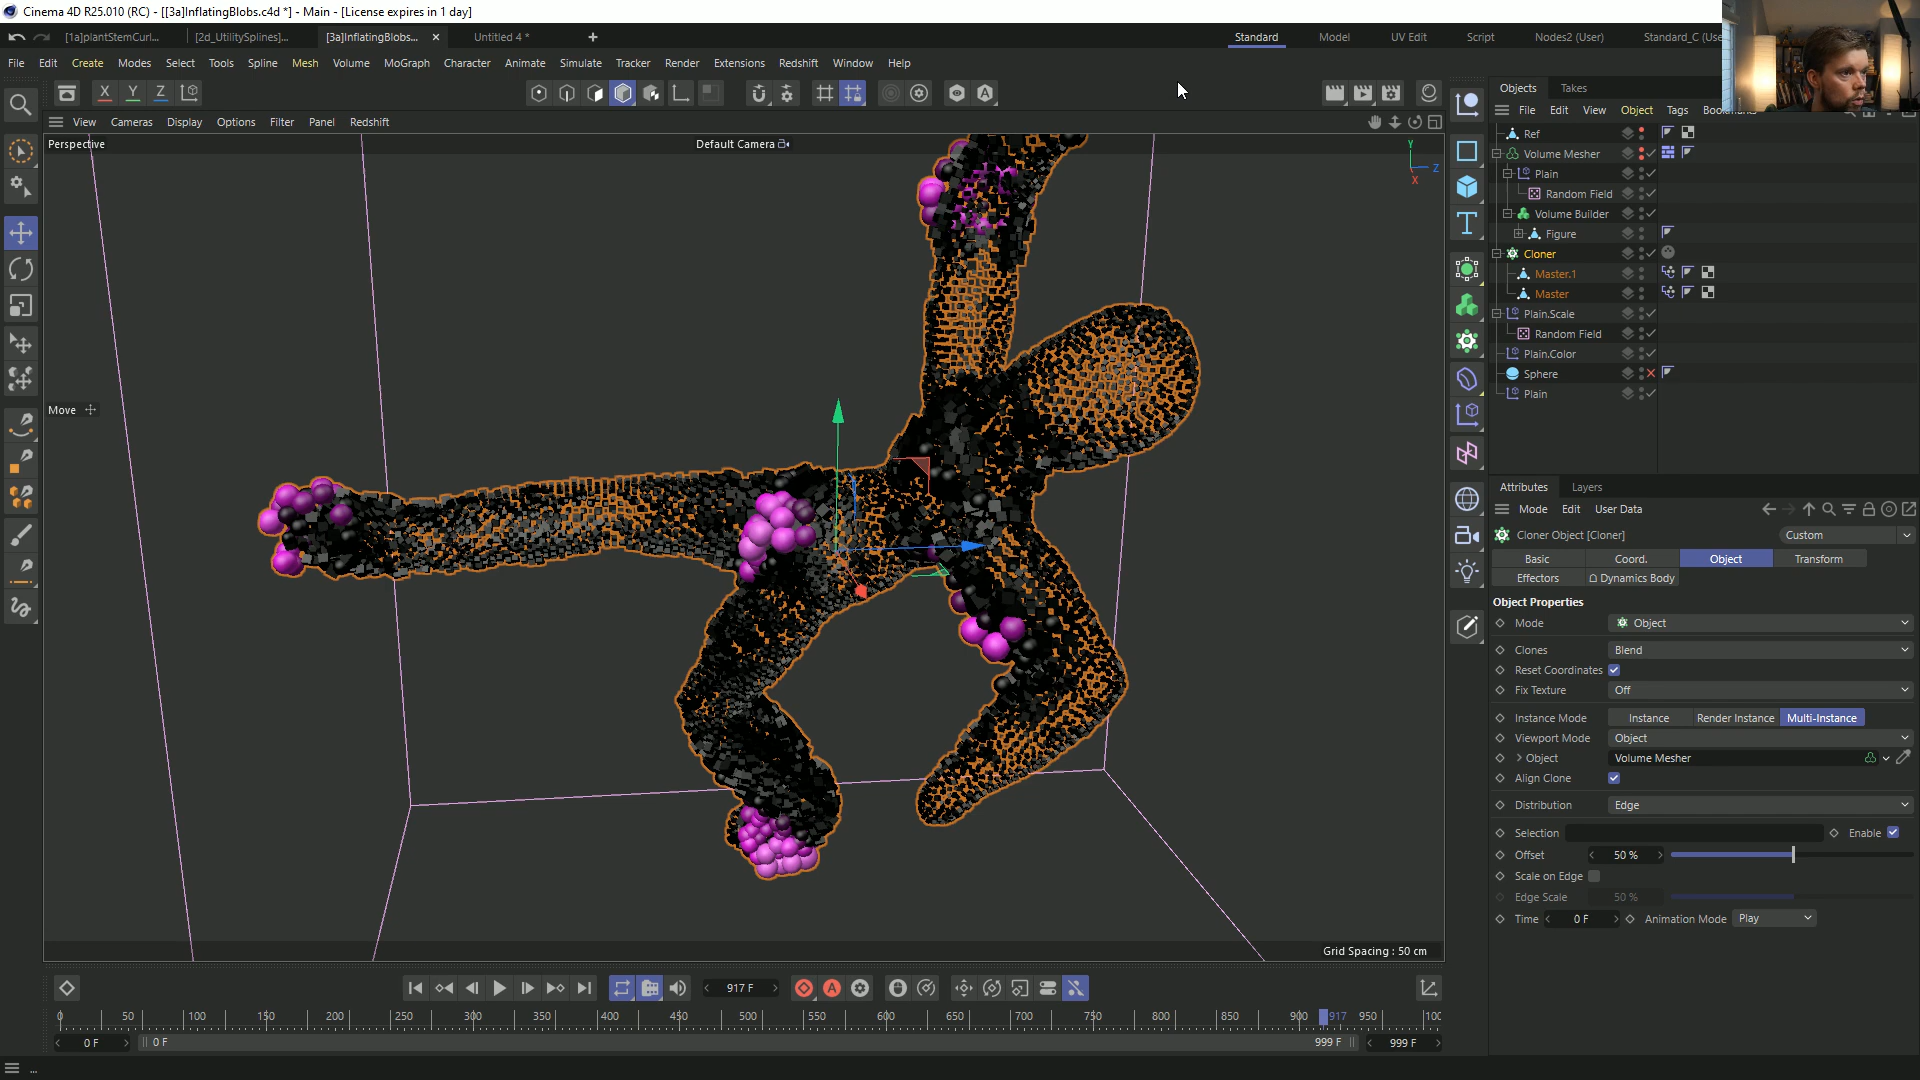 Cinema 4D R25.010 (RC) - [[3a]InflatingBlobs.c4d *] - Main - [License expires in 1 day]
[1a]plantStemCurl... [2d_UtilitySplines]... [3a]InflatingBlobs... × Untitled 4 * +
Standard Model UV Edit Script Nodes2 (User) Standard_C (Use
File Edit Create Modes Select Tools Spline Mesh Volume MoGraph Character Animate Simulate Tracker Render Extensions Redshift Window Help
X Y Z
View Cameras Display Options Filter Panel Redshift
Perspective
Default Camera
Y
Z
X
Move
Grid Spacing : 50 cm
Objects Takes
File Edit View Object Tags
Ref
Volume Mesher
Plain
Random Field
Volume Builder
Figure
Cloner
Master.1
Master
Plain.Scale
Random Field
Plain.Color
Sphere
Plain
Attributes Layers
Mode Edit User Data
Cloner Object [Cloner] Custom
Basic Coord. Object Transform
Effectors Dynamics Body
Object Properties
Mode Object
Clones Blend
Reset Coordinates
Fix Texture Off
Instance Mode Instance Render Instance Multi-Instance
Viewport Mode Object
Object Volume Mesher
Align Clone
Distribution Edge
Selection Enable
Offset 50 %
Scale on Edge
Edge Scale 50 %
Time 0 F Animation Mode Play
917 F
0 50 100 150 200 250 300 350 400 450 500 550 600 650 700 750 800 850 900 917 950 100
0 F 0 F 999 F 999 F
...